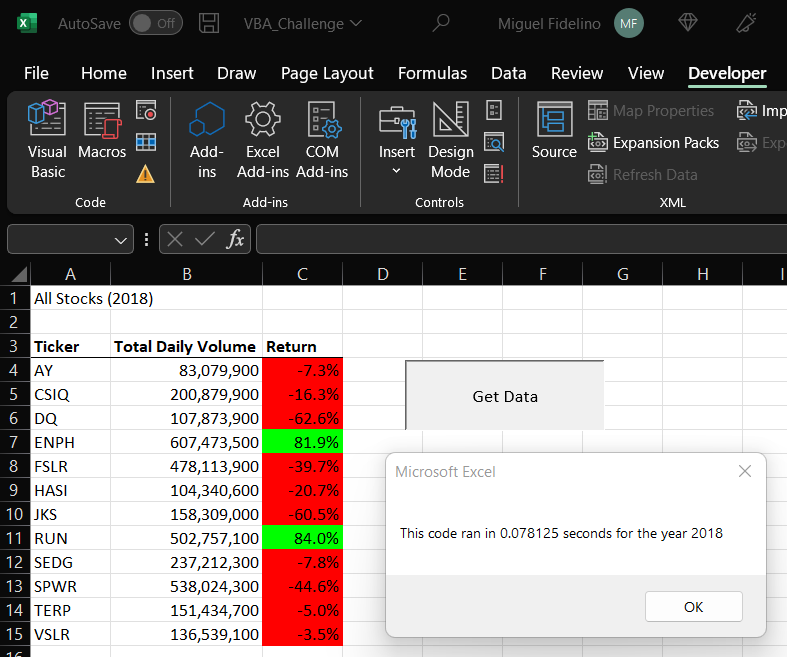 AutoSave Off VBA_Challenge Miguel Fidelino MF
File Home Insert Draw Page Layout Formulas Data Review View Developer
Visual Basic Macros Add-ins Excel Add-ins COM Add-ins Insert Design Mode Source Map Properties
Expansion Packs
Refresh Data
Code Add-ins Controls XML
fx
A B C D E F G H I
1 All Stocks (2018)
2
3 Ticker Total Daily Volume Return
4 AY 83,079,900 -7.3%
5 CSIQ 200,879,900 -16.3%
6 DQ 107,873,900 -62.6%
7 ENPH 607,473,500 81.9%
8 FSLR 478,113,900 -39.7%
9 HASI 104,340,600 -20.7%
10 JKS 158,309,000 -60.5%
11 RUN 502,757,100 84.0%
12 SEDG 237,212,300 -7.8%
13 SPWR 538,024,300 -44.6%
14 TERP 151,434,700 -5.0%
15 VSLR 136,539,100 -3.5%
Get Data
Microsoft Excel
This code ran in 0.078125 seconds for the year 2018
OK